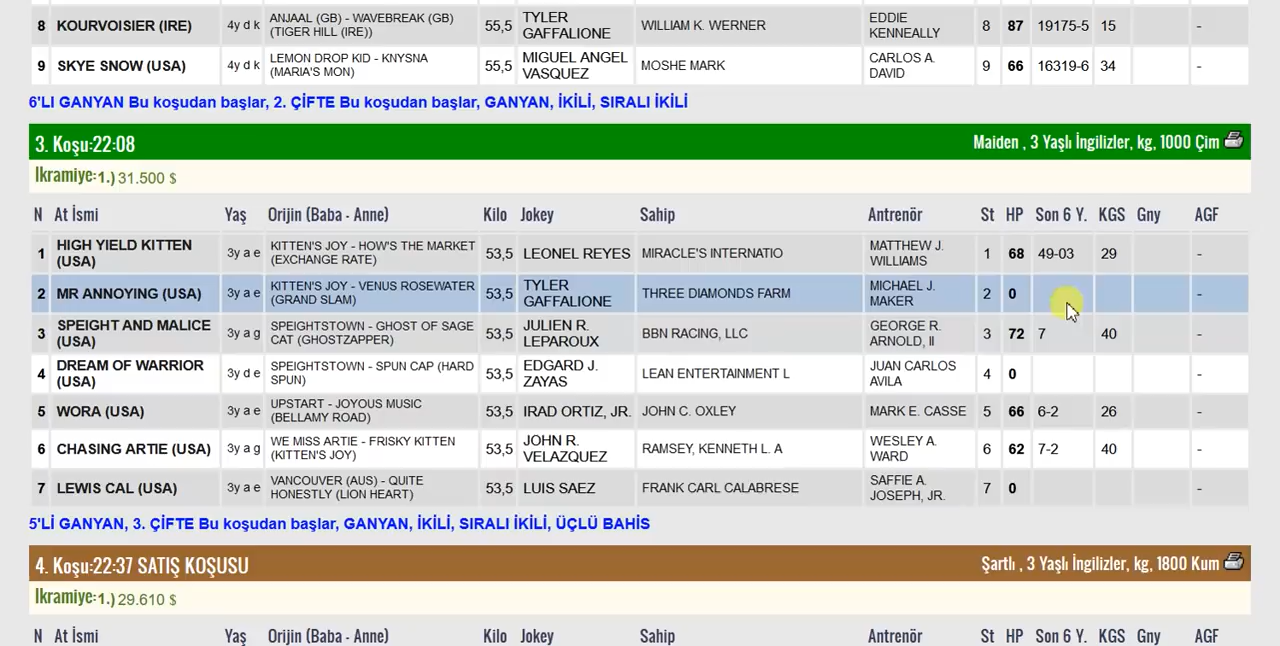 8 KOURVOISIER (IRE) 4y d k ANJAAL (GB) - WAVEBREAK (GB) (TIGER HILL (IRE)) 55,5 TYLER GAFFALIONE WILLIAM K. WERNER EDDIE KENNEALLY 8 87 19175-5 15 -
9 SKYE SNOW (USA) 4y d k LEMON DROP KID - KNYSNA (MARIA'S MON) 55,5 MIGUEL ANGEL VASQUEZ MOSHE MARK CARLOS A. DAVID 9 66 16319-6 34 -
6'LI GANYAN Bu koşudan başlar, 2. ÇİFTE Bu koşudan başlar, GANYAN, İKİLİ, SIRALI İKİLİ
3. Koşu:22:08 Maiden , 3 Yaşlı İngilizler, kg, 1000 Çim
Ikramiye:1.) 31.500 $
N At İsmi Yaş Orijin (Baba - Anne) Kilo Jokey Sahip Antrenör St HP Son 6 Y. KGS Gny AGF
1 HIGH YIELD KITTEN (USA) 3y a e KITTEN'S JOY - HOW'S THE MARKET (EXCHANGE RATE) 53,5 LEONEL REYES MIRACLE'S INTERNATIO MATTHEW J. WILLIAMS 1 68 49-03 29 -
2 MR ANNOYING (USA) 3y a e KITTEN'S JOY - VENUS ROSEWATER (GRAND SLAM) 53,5 TYLER GAFFALIONE THREE DIAMONDS FARM MICHAEL J. MAKER 2 0 -
3 SPEIGHT AND MALICE (USA) 3y a g SPEIGHTSTOWN - GHOST OF SAGE CAT (GHOSTZAPPER) 53,5 JULIEN R. LEPAROUX BBN RACING, LLC GEORGE R. ARNOLD, II 3 72 7 40 -
4 DREAM OF WARRIOR (USA) 3y d e SPEIGHTSTOWN - SPUN CAP (HARD SPUN) 53,5 EDGARD J. ZAYAS LEAN ENTERTAINMENT L JUAN CARLOS AVILA 4 0 -
5 WORA (USA) 3y a e UPSTART - JOYOUS MUSIC (BELLAMY ROAD) 53,5 IRAD ORTIZ, JR. JOHN C. OXLEY MARK E. CASSE 5 66 6-2 26 -
6 CHASING ARTIE (USA) 3y a g WE MISS ARTIE - FRISKY KITTEN (KITTEN'S JOY) 53,5 JOHN R. VELAZQUEZ RAMSEY, KENNETH L. A WESLEY A. WARD 6 62 7-2 40 -
7 LEWIS CAL (USA) 3y a e VANCOUVER (AUS) - QUITE HONESTLY (LION HEART) 53,5 LUIS SAEZ FRANK CARL CALABRESE SAFFIE A. JOSEPH, JR. 7 0 -
5'Lİ GANYAN, 3. ÇİFTE Bu koşudan başlar, GANYAN, İKİLİ, SIRALI İKİLİ, ÜÇLÜ BAHİS
4. Koşu:22:37 SATIŞ KOŞUSU Şartlı , 3 Yaşlı İngilizler, kg, 1800 Kum
Ikramiye:1.) 29.610 $
N At İsmi Yaş Orijin (Baba - Anne) Kilo Jokey Sahip Antrenör St HP Son 6 Y. KGS Gny AGF